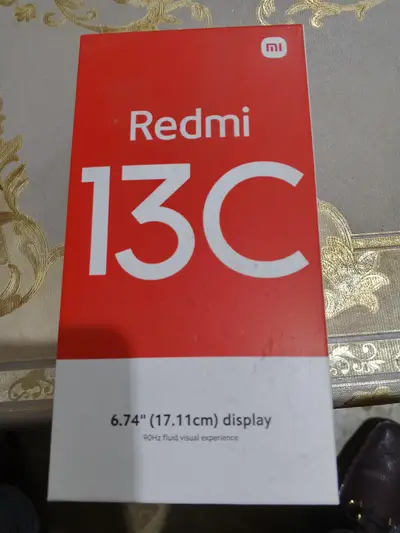 mi
Redmi
13C
6.74" (17.11cm) display
90Hz fluid visual experience